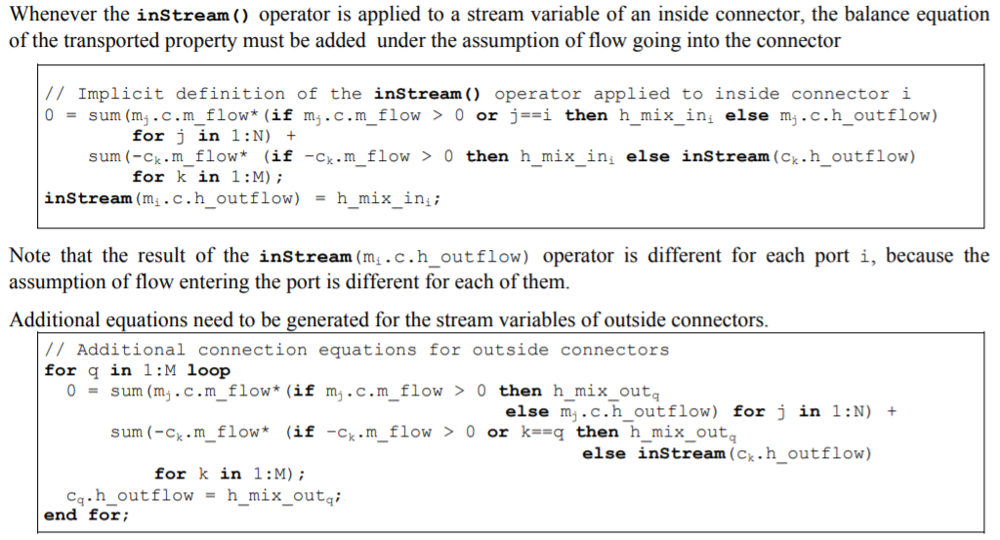 Whenever the inStream() operator is applied to a stream variable of an inside connector, the balance equation
of the transported property must be added under the assumption of flow going into the connector
// Implicit definition of the inStream() operator applied to inside connector i
0 = sum(mj.c.m_flow*(if mj.c.m_flow > 0 or j==i then h_mix_ini else mj.c.h_outflow)
for j in 1:N) +
sum(-ck.m_flow* (if -ck.m_flow > 0 then h_mix_ini else inStream(ck.h_outflow)
for k in 1:M);
inStream(mi.c.h_outflow) = h_mix_ini;
Note that the result of the inStream(mi.c.h_outflow) operator is different for each port i, because the
assumption of flow entering the port is different for each of them.
Additional equations need to be generated for the stream variables of outside connectors.
// Additional connection equations for outside connectors
for q in 1:M loop
0 = sum(mj.c.m_flow*(if mj.c.m_flow > 0 then h_mix_outq
else mj.c.h_outflow) for j in 1:N) +
sum(-ck.m_flow* (if -ck.m_flow > 0 or k==q then h_mix_outq
else inStream(ck.h_outflow)
for k in 1:M);
cq.h_outflow = h_mix_outq;
end for;